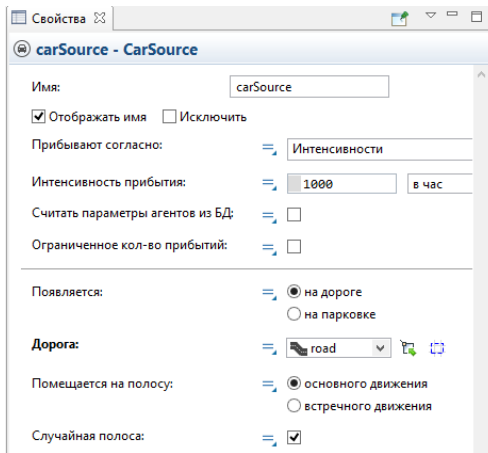 Свойства
carSource - CarSource
Имя: carSource
Отображать имя Исключить
Прибывают согласно: Интенсивности
Интенсивность прибытия: 1000 в час
Считать параметры агентов из БД:
Ограниченное кол-во прибытий:
Появляется: на дороге
на парковке
Дорога: road
Помещается на полосу: основного движения
встречного движения
Случайная полоса: